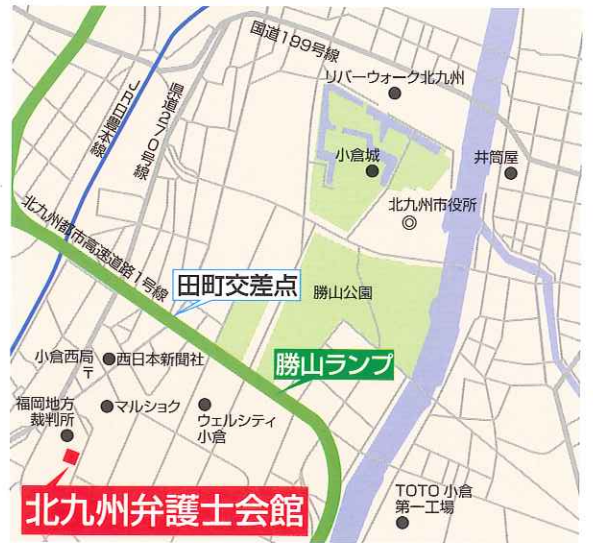 国道199号線
リバーウォーク北九州
JR日豊本線
県道270号線
小倉城
井筒屋
北九州市役所
北九州都市高速道路1号線
田町交差点
勝山公園
小倉西局
〒
西日本新聞社
勝山ランプ
福岡地方
裁判所
マルショク
ウェルシティ
小倉
北九州弁護士会館
TOTO 小倉
第一工場